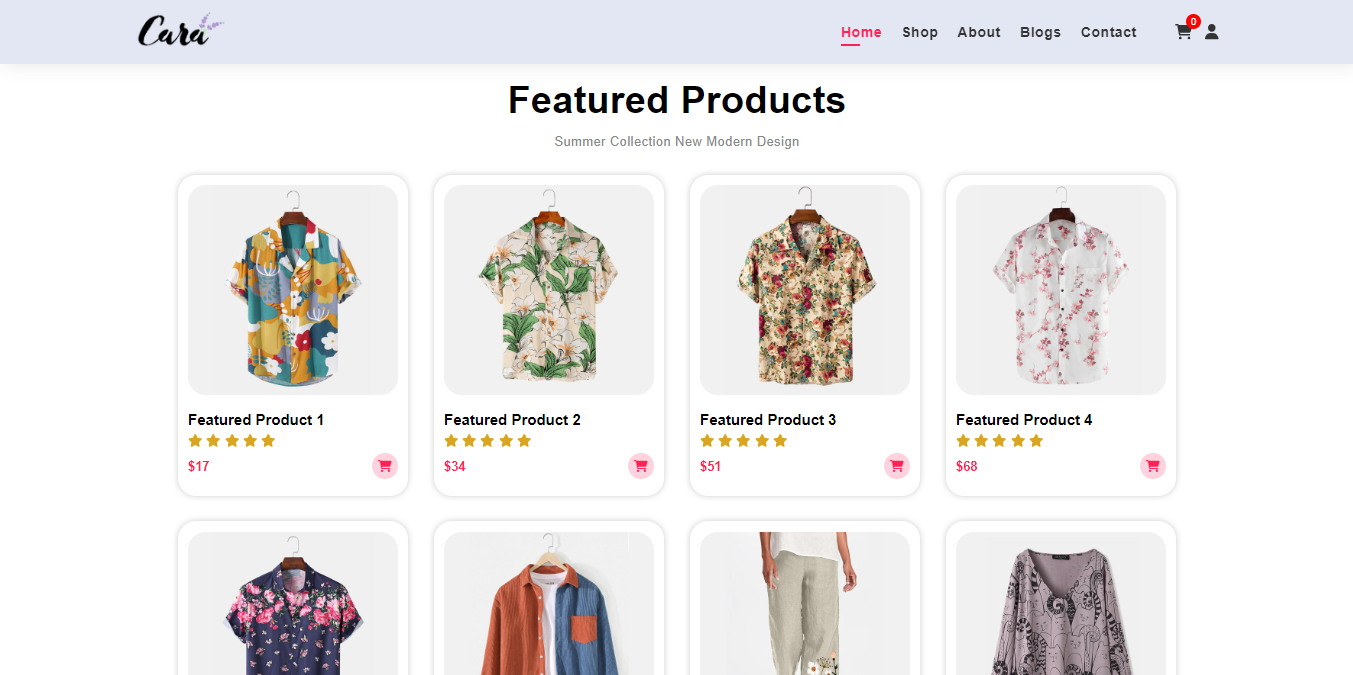 Cara
Home Shop About Blogs Contact 0
Featured Products
Summer Collection New Modern Design
Featured Product 1 Featured Product 2 Featured Product 3 Featured Product 4
$17 $34 $51 $68